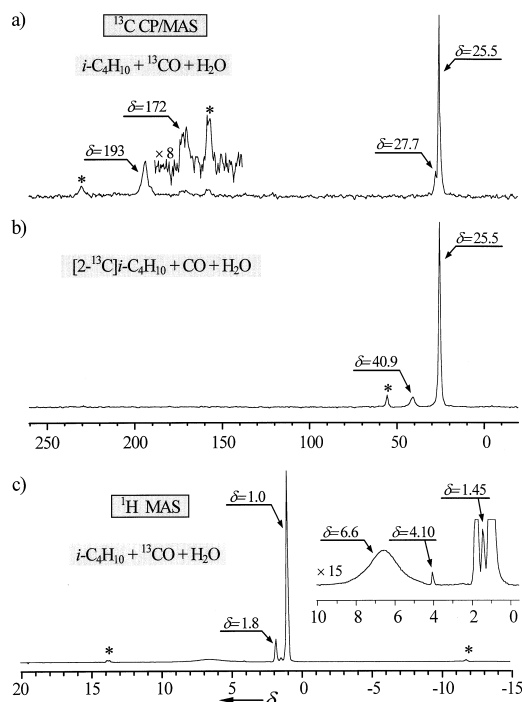 a)
¹³C CP/MAS
i-C₄H₁₀ + ¹³CO + H₂O
δ=25.5
δ=172
*
× 8
δ=193
δ=27.7
*
b)
[2-¹³C]i-C₄H₁₀ + CO + H₂O
δ=25.5
δ=40.9
*
250 200 150 100 50 0
c)
¹H MAS
i-C₄H₁₀ + ¹³CO + H₂O
δ=1.0
δ=1.45
δ=6.6
δ=4.10
× 15
10 8 6 4 2 0
δ=1.8
* *
20 15 10 5 0 -5 -10 -15
δ